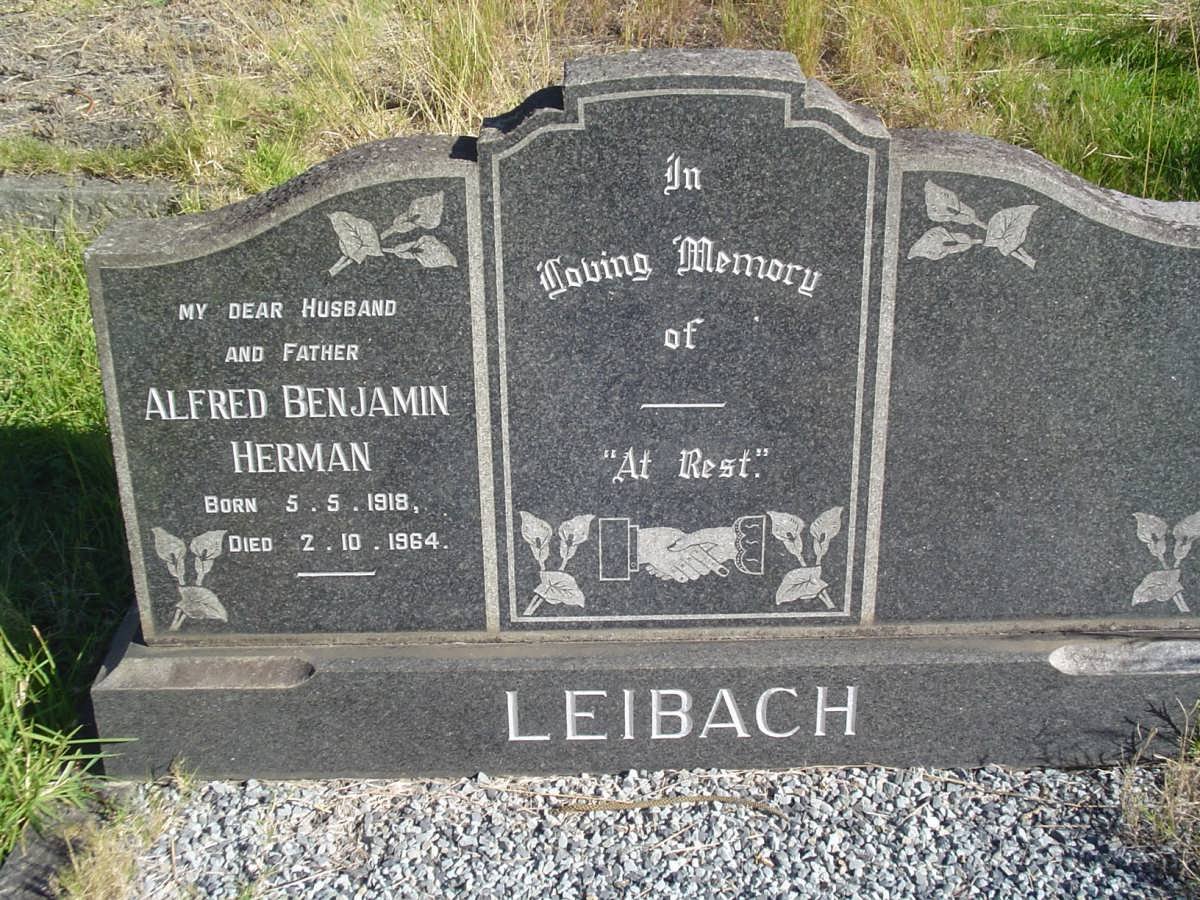 MY DEAR HUSBAND
AND FATHER
ALFRED BENJAMIN
HERMAN
BORN 5.5.1918,
DIED 2.10.1964.
In
Loving Memory
of
"At Rest."
LEIBACH